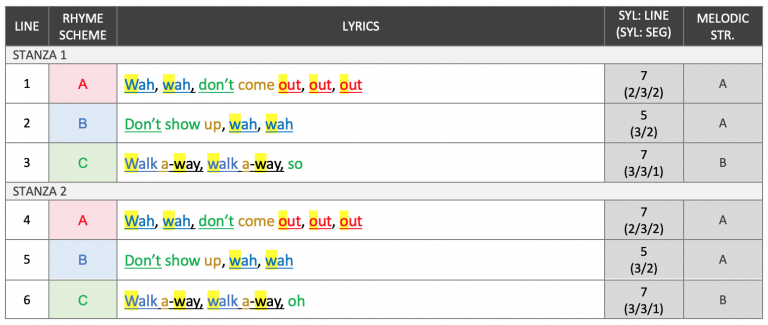 LINE RHYME SCHEME LYRICS SYL: LINE (SYL: SEG) MELODIC STR.
STANZA 1
1 A Wah, wah, don't come out, out, out 7 (2/3/2) A
2 B Don't show up, wah, wah 5 (3/2) A
3 C Walk a-way, walk a-way, so 7 (3/3/1) B
STANZA 2
4 A Wah, wah, don't come out, out, out 7 (2/3/2) A
5 B Don't show up, wah, wah 5 (3/2) A
6 C Walk a-way, walk a-way, oh 7 (3/3/1) B